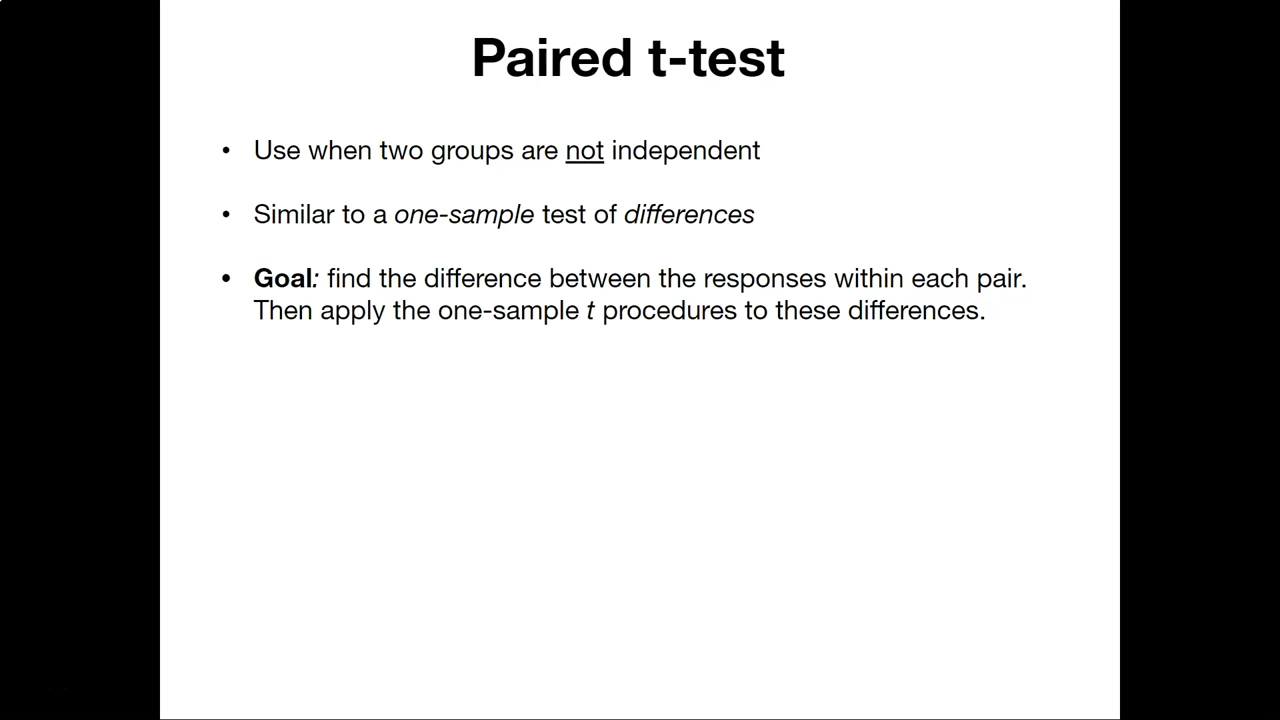 Paired t-test
• Use when two groups are not independent
• Similar to a one-sample test of differences
• Goal: find the difference between the responses within each pair.
Then apply the one-sample t procedures to these differences.